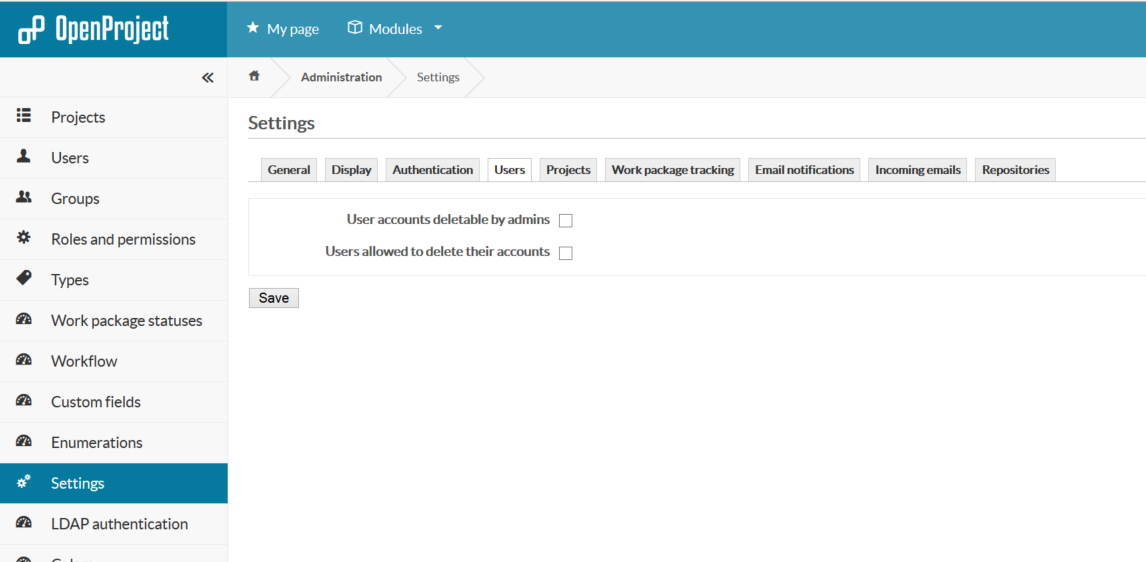 OpenProject
My page
Modules
Administration
Settings
Projects
Users
Groups
Roles and permissions
Types
Work package statuses
Workflow
Custom fields
Enumerations
Settings
LDAP authentication
Settings
General
Display
Authentication
Users
Projects
Work package tracking
Email notifications
Incoming emails
Repositories
User accounts deletable by admins
Users allowed to delete their accounts
Save